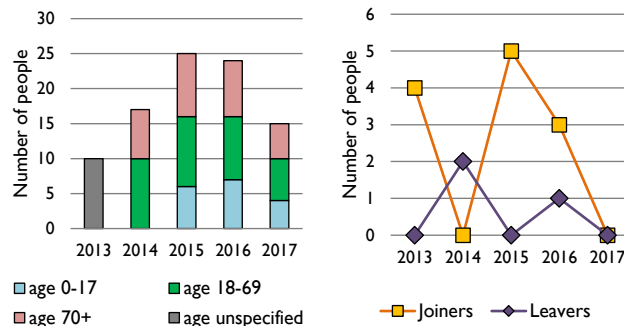 Number of people
30
25
20
15
10
5
0
2013 2014 2015 2016 2017
age 0-17 age 18-69
age 70+ age unspecified
Number of people
6
5
4
3
2
1
0
2013 2014 2015 2016 2017
Joiners Leavers